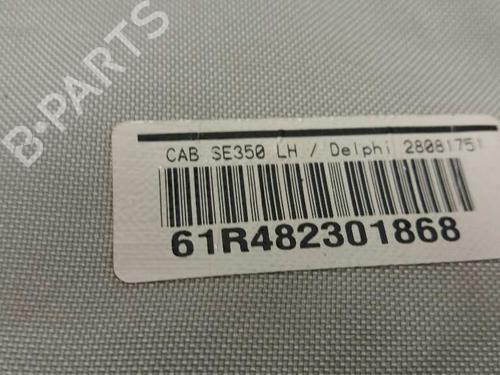 B-PARTS
CAB SE350 LH / Delphi 28081751
61R482301868